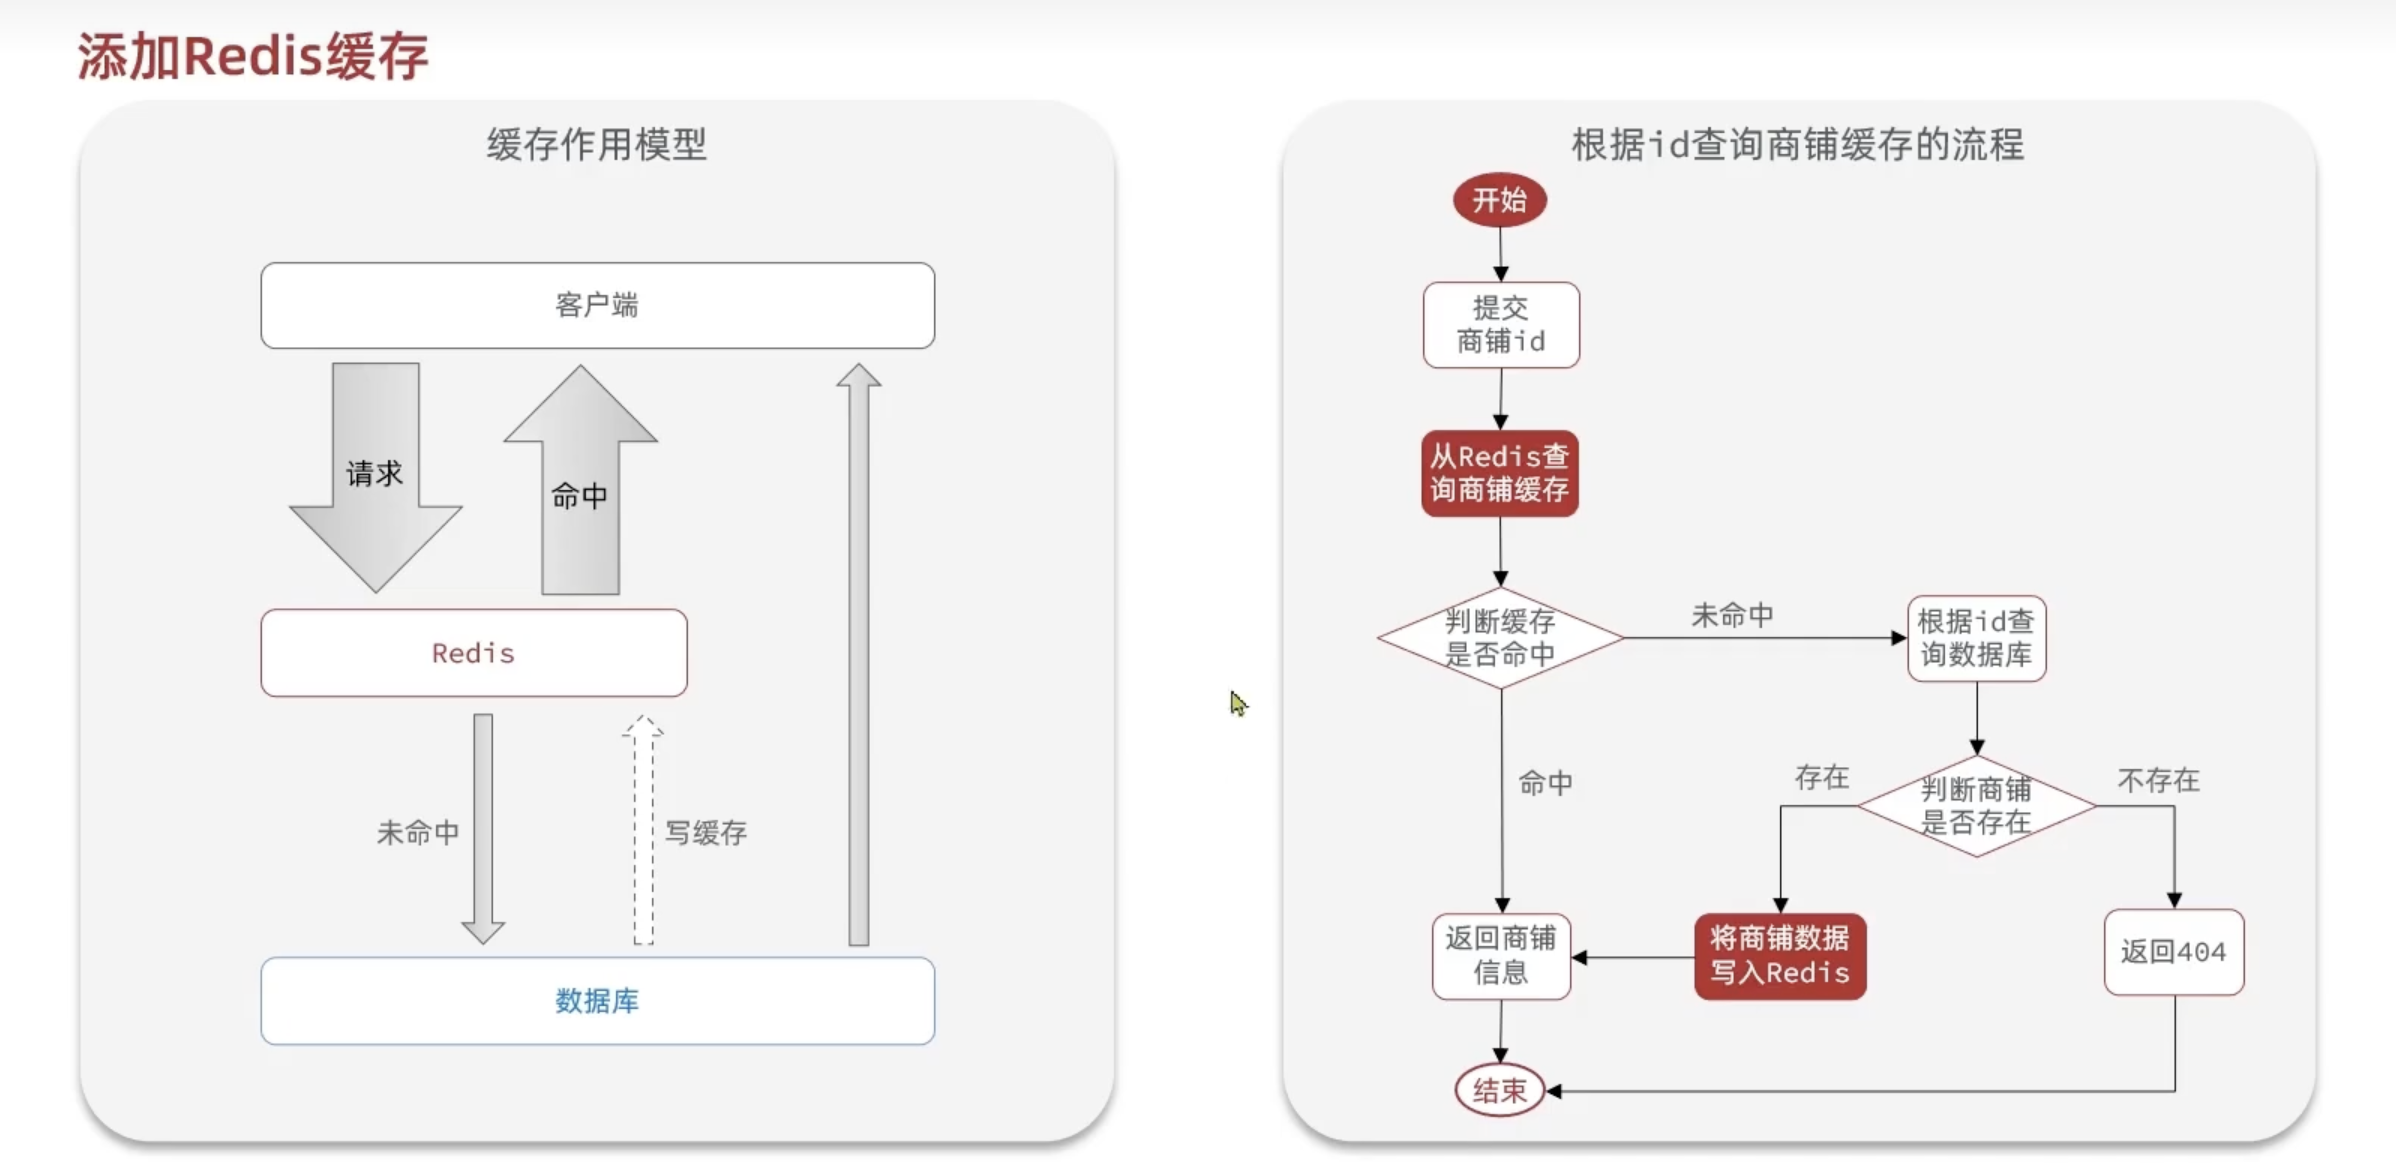 添加Redis缓存
缓存作用模型
客户端
请求
命中
Redis
未命中
写缓存
数据库
根据id查询商铺缓存的流程
开始
提交
商铺id
从Redis查
询商铺缓存
判断缓存
是否命中
未命中
根据id查
询数据库
命中
存在
判断商铺
是否存在
不存在
返回商铺
信息
将商铺数据
写入Redis
返回404
结束